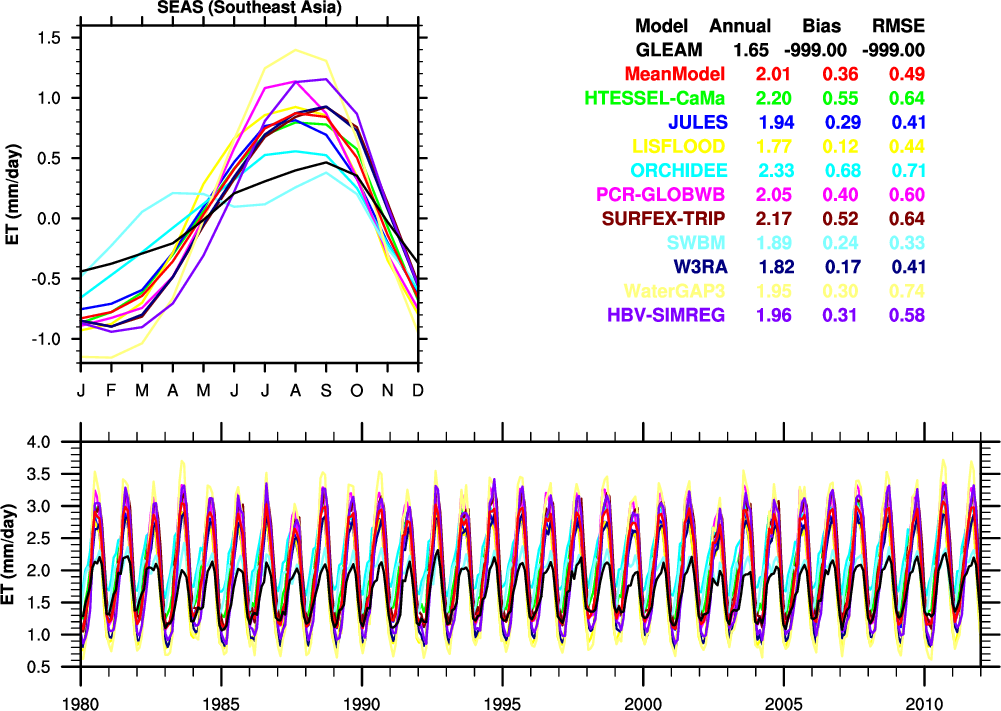 SEAS (Southeast Asia)
1.5
1.0
0.5
0.0
-0.5
-1.0
ET (mm/day)
J F M A M J J A S O N D
Model Annual Bias RMSE
GLEAM 1.65 -999.00 -999.00
MeanModel 2.01 0.36 0.49
HTESSEL-CaMa 2.20 0.55 0.64
JULES 1.94 0.29 0.41
LISFLOOD 1.77 0.12 0.44
ORCHIDEE 2.33 0.68 0.71
PCR-GLOBWB 2.05 0.40 0.60
SURFEX-TRIP 2.17 0.52 0.64
SWBM 1.89 0.24 0.33
W3RA 1.82 0.17 0.41
WaterGAP3 1.95 0.30 0.74
HBV-SIMREG 1.96 0.31 0.58
1980 1985 1990 1995 2000 2005 2010
4.0
3.5
3.0
2.5
2.0
1.5
1.0
0.5
ET (mm/day)
1980 1985 1990 1995 2000 2005 2010